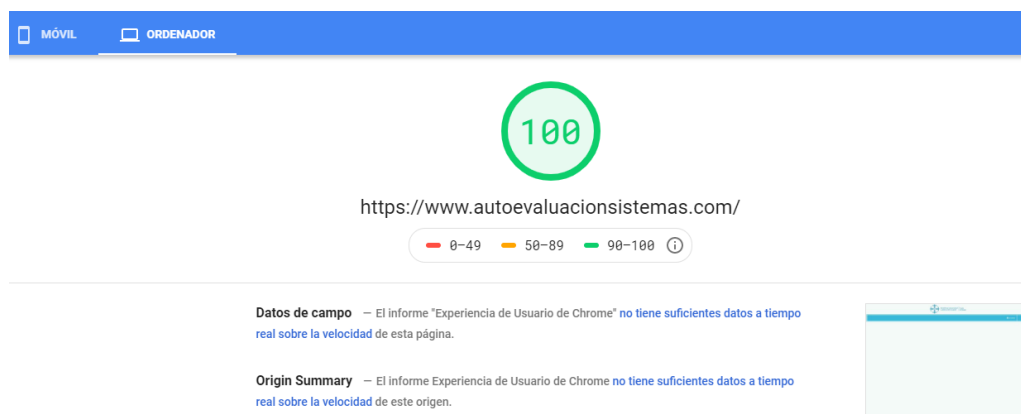 MÓVIL ORDENADOR
100
https://www.autoevaluacionsistemas.com/
0–49 50–89 90–100
Datos de campo — El informe "Experiencia de Usuario de Chrome" no tiene suficientes datos a tiempo
real sobre la velocidad de esta página.
Origin Summary — El informe Experiencia de Usuario de Chrome no tiene suficientes datos a tiempo
real sobre la velocidad de este origen.